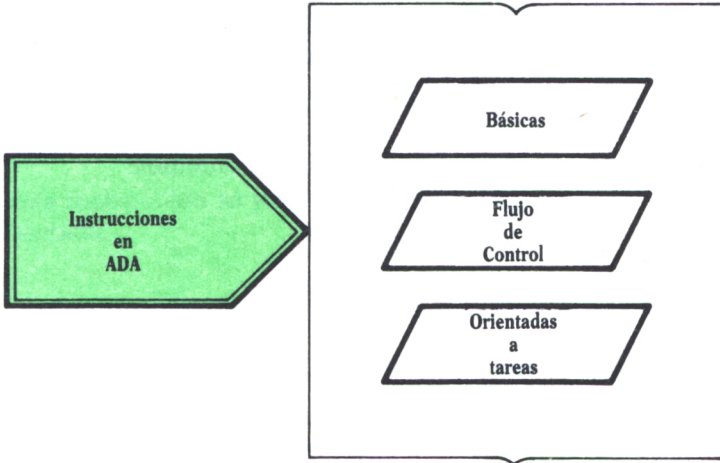 Instrucciones
en
ADA
Básicas
Flujo
de
Control
Orientadas
a
tareas